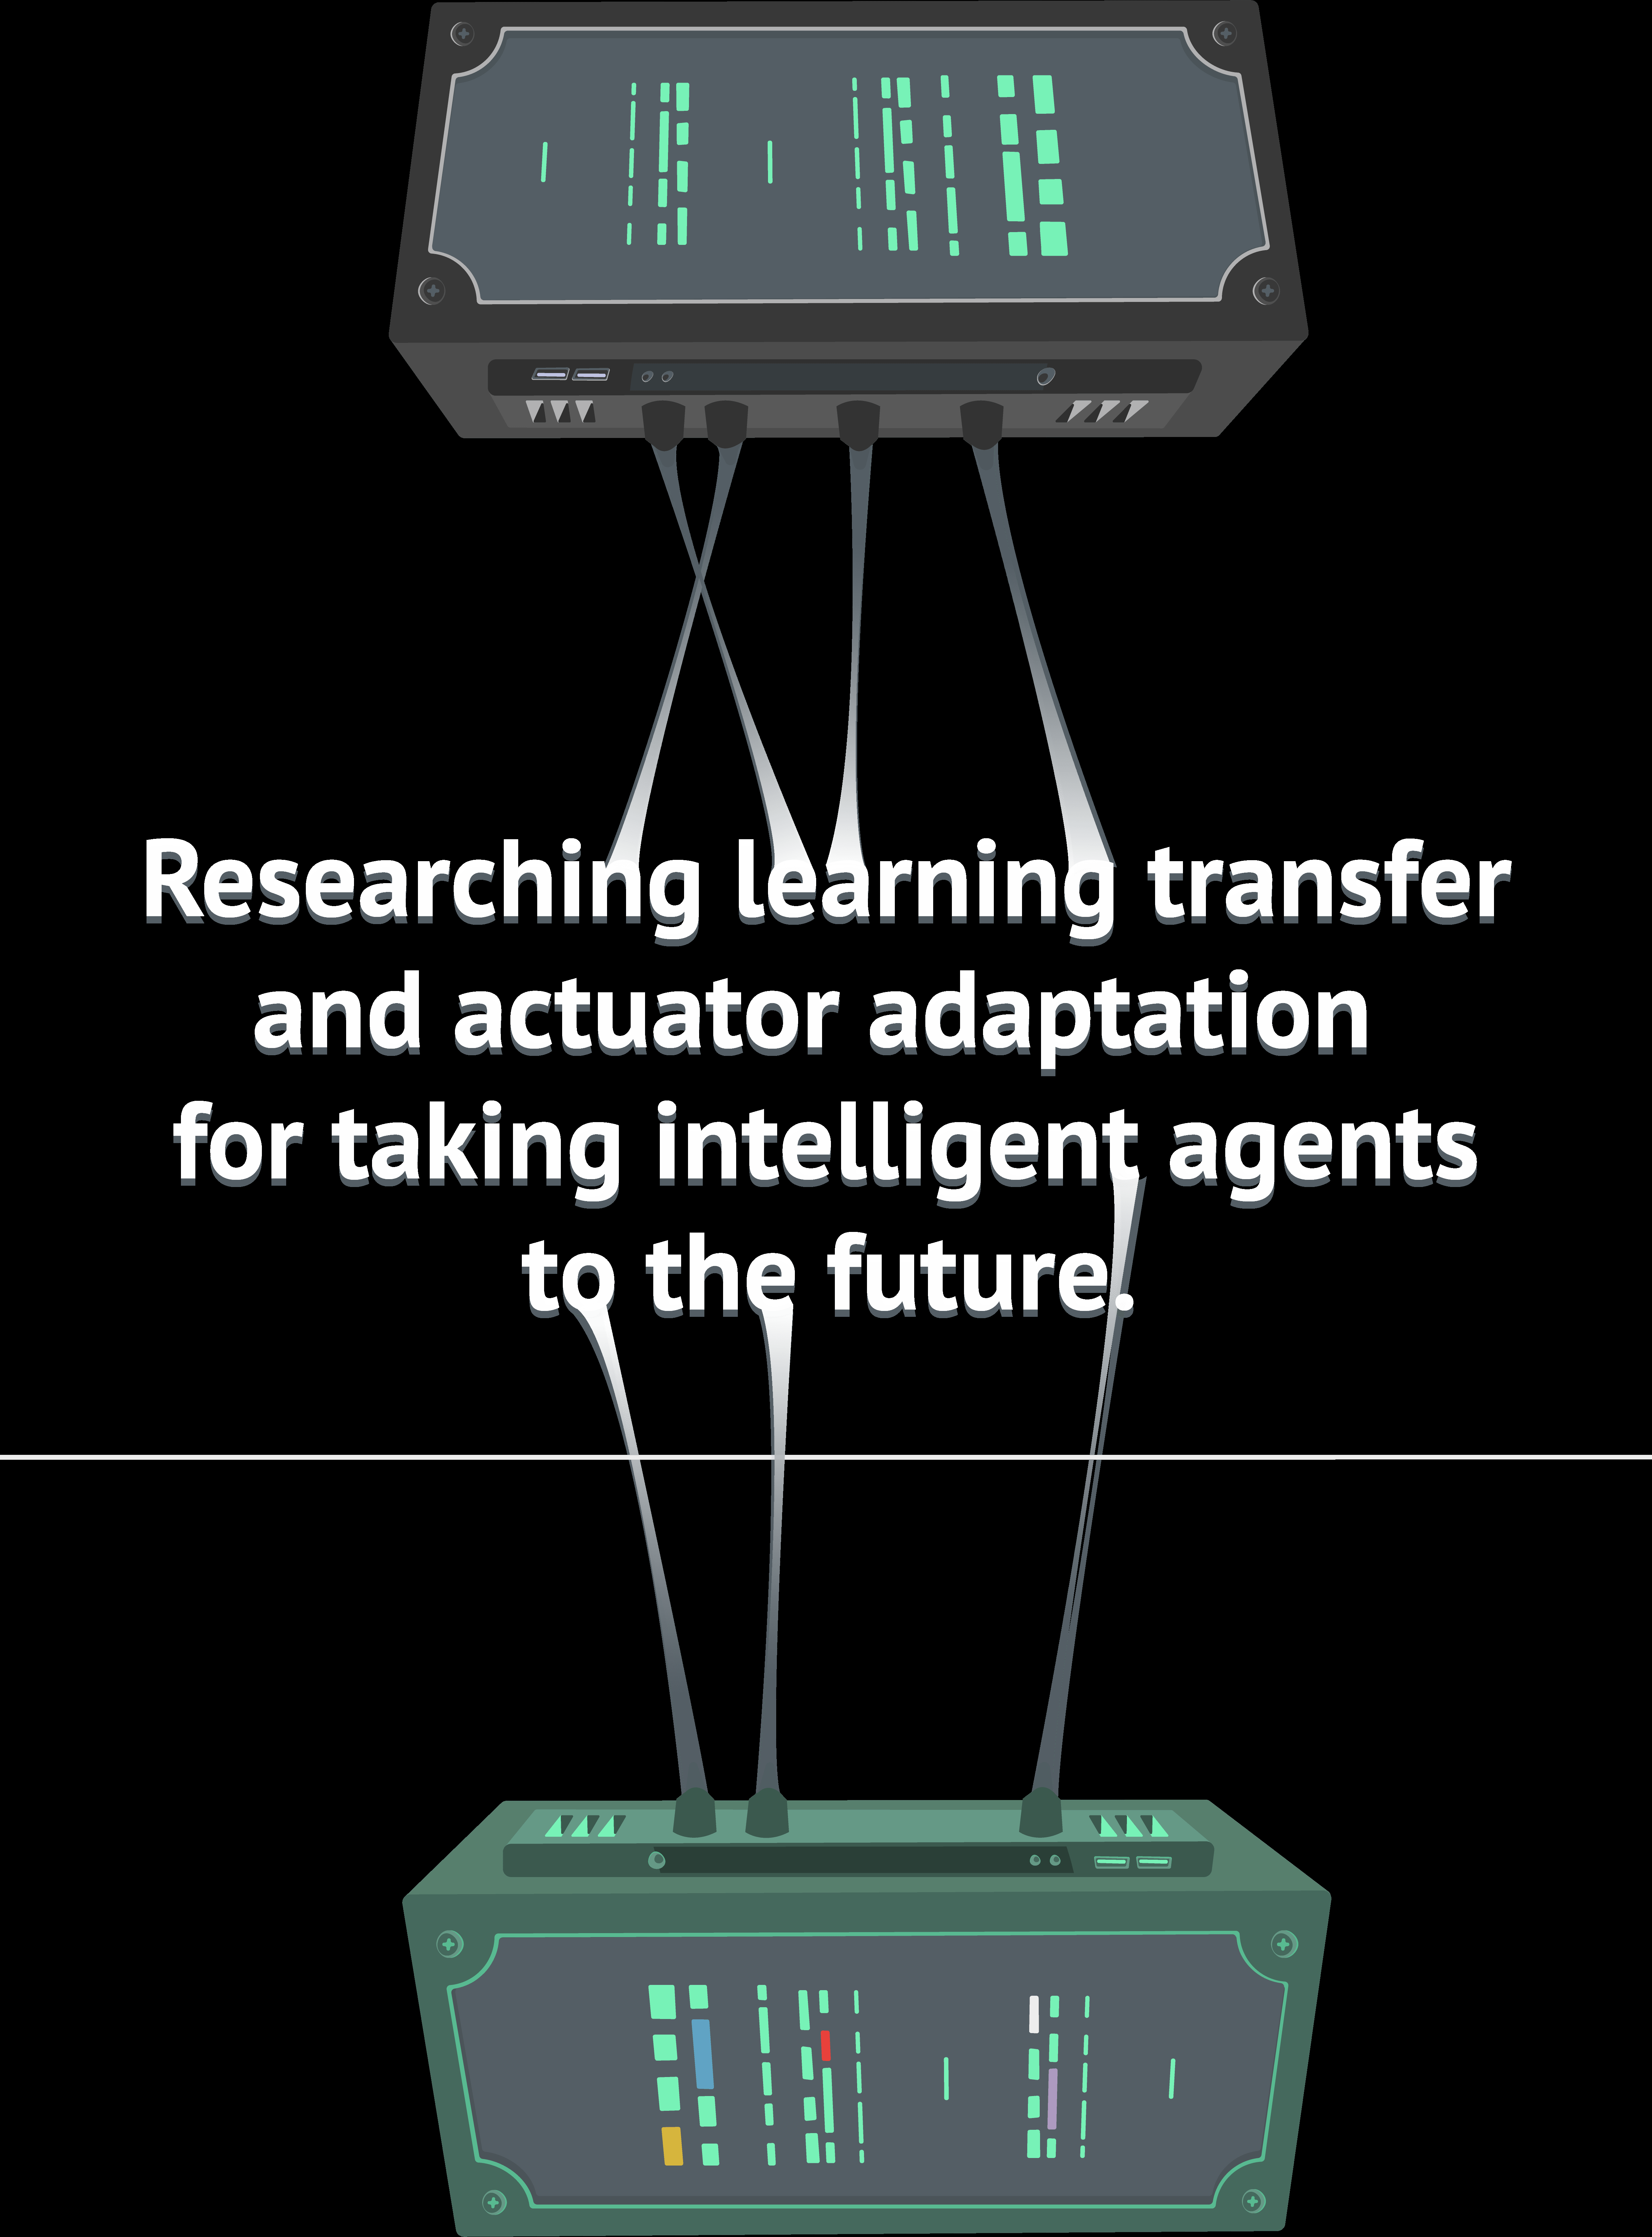 Researching learning transfer
and actuator adaptation
for taking intelligent agents
to the future.